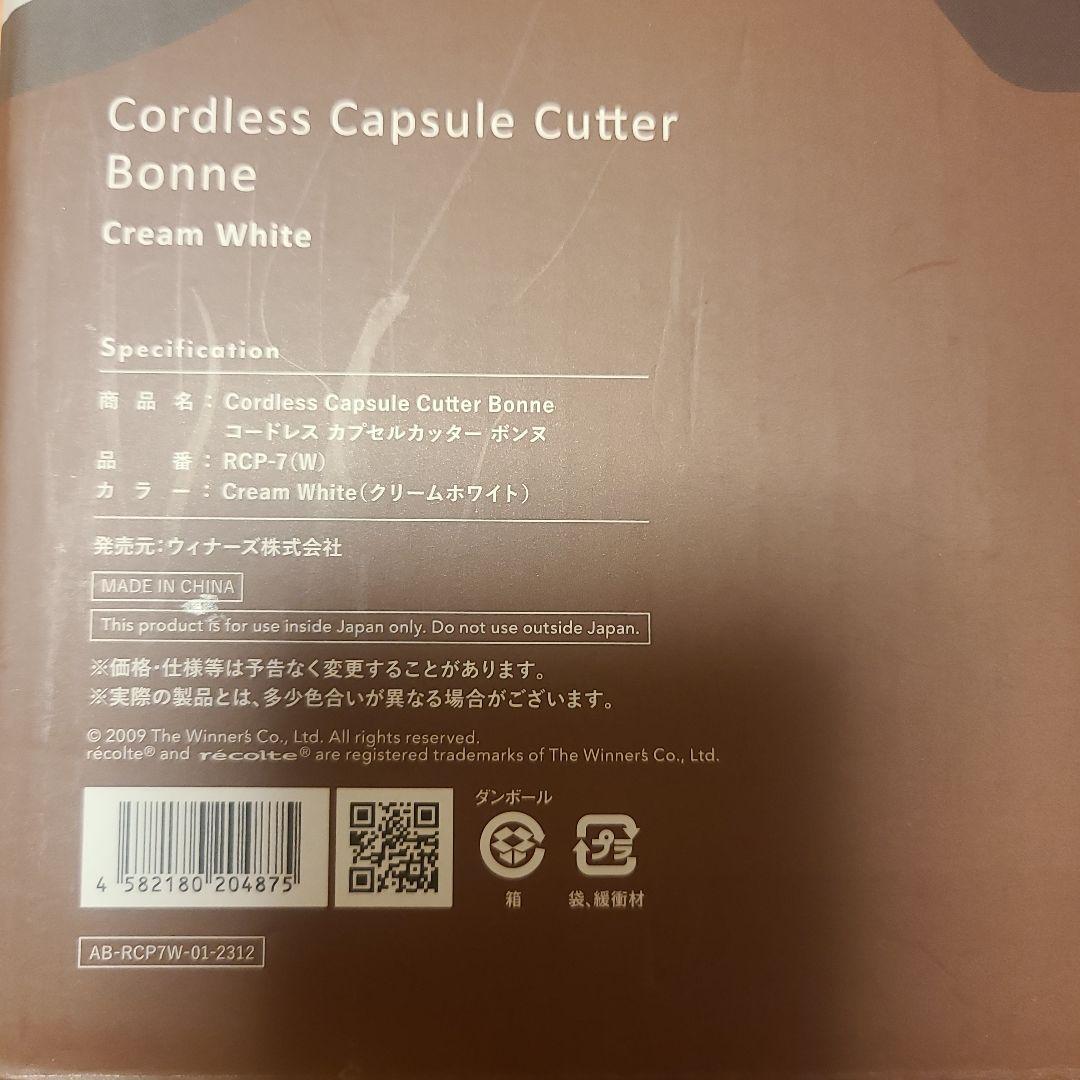 Cordless Capsule Cutter
Bonne
Cream White
Specification
商品名：Cordless Capsule Cutter Bonne
コードレス カプセルカッター ボンヌ
品番：RCP-7(W)
カラー：Cream White(クリームホワイト)
発売元：ウィナーズ株式会社
MADE IN CHINA
This product is for use inside Japan only. Do not use outside Japan.
※価格・仕様等は予告なく変更することがあります。
※実際の製品とは、多少色合いが異なる場合がございます。
© 2009 The Winner's Co., Ltd. All rights reserved.
récolte® and récolte® are registered trademarks of The Winner's Co., Ltd.
ダンボール
プラ
箱
袋、緩衝材
4 582180 204875
AB-RCP7W-01-2312